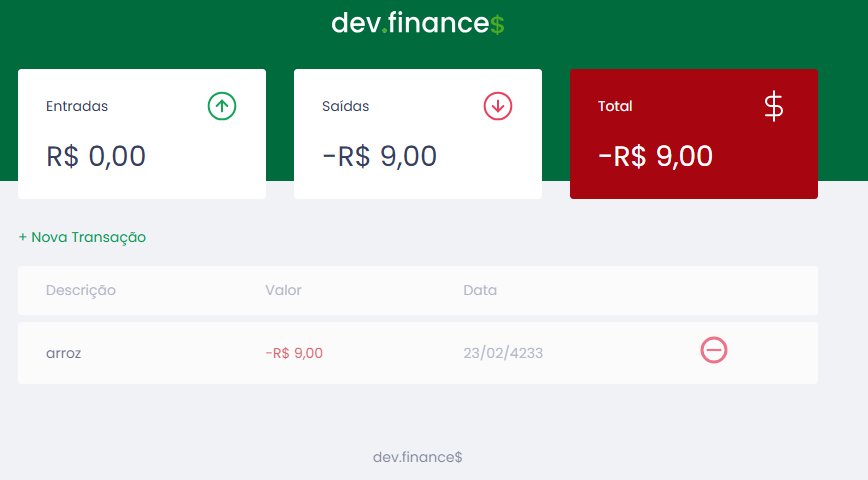 dev.finance$
Entradas
R$ 0,00
Saídas
-R$ 9,00
Total
$
-R$ 9,00
+ Nova Transação
Descrição Valor Data
arroz -R$ 9,00 23/02/4233
dev.finance$